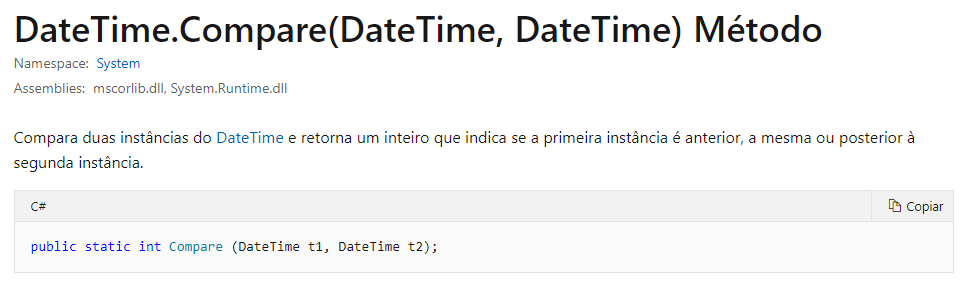 DateTime.Compare(DateTime, DateTime) Método
Namespace: System
Assemblies: mscorlib.dll, System.Runtime.dll
Compara duas instâncias do DateTime e retorna um inteiro que indica se a primeira instância é anterior, a mesma ou posterior à
segunda instância.
C# Copiar
public static int Compare (DateTime t1, DateTime t2);